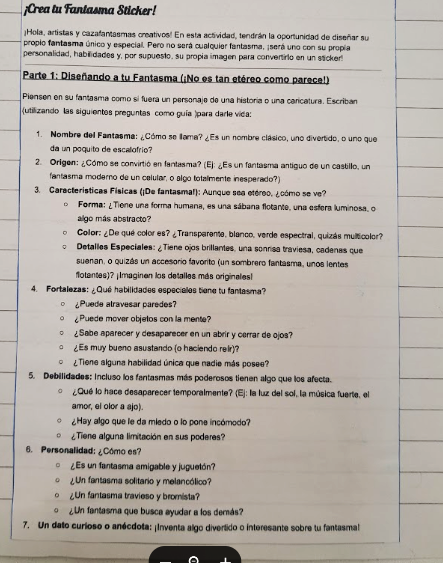 ¡Crea tu Fantasma Sticker!
¡Hola, artistas y cazafantasmas creativos! En esta actividad, tendrán la oportunidad de diseñar su
propio fantasma único y especial. Pero no será cualquier fantasma, ¡será uno con su propia
personalidad, habilidades y, por supuesto, su propia imagen para convertirlo en un sticker!
Parte 1: Diseñando a tu Fantasma (¡No es tan etéreo como parece!)
Piensen en su fantasma como si fuera un personaje de una historia o una caricatura. Escriban
(utilizando las siguientes preguntas como guía )para darle vida:
1. Nombre del Fantasma: ¿Cómo se llama? ¿Es un nombre clásico, uno divertido, o uno que
da un poquito de escalofrío?
2. Origen: ¿Cómo se convirtió en fantasma? (Ej: ¿Es un fantasma antiguo de un castillo, un
fantasma moderno de un celular, o algo totalmente inesperado?)
3. Características Físicas (¡De fantasma!): Aunque sea etéreo, ¿cómo se ve?
○ Forma: ¿Tiene una forma humana, es una sábana flotante, una esfera luminosa, o
algo más abstracto?
○ Color: ¿De qué color es? ¿Transparente, blanco, verde espectral, quizás multicolor?
○ Detalles Especiales: ¿Tiene ojos brillantes, una sonrisa traviesa, cadenas que
suenan, o quizás un accesorio favorito (un sombrero fantasma, unos lentes
flotantes)? ¡Imaginen los detalles más originales!
4. Fortalezas: ¿Qué habilidades especiales tiene tu fantasma?
○ ¿Puede atravesar paredes?
○ ¿Puede mover objetos con la mente?
○ ¿Sabe aparecer y desaparecer en un abrir y cerrar de ojos?
○ ¿Es muy bueno asustando (o haciendo reír)?
○ ¿Tiene alguna habilidad única que nadie más posee?
5. Debilidades: Incluso los fantasmas más poderosos tienen algo que los afecta.
○ ¿Qué lo hace desaparecer temporalmente? (Ej: la luz del sol, la música fuerte, el
amor, el olor a ajo).
○ ¿Hay algo que le da miedo o lo pone incómodo?
○ ¿Tiene alguna limitación en sus poderes?
6. Personalidad: ¿Cómo es?
○ ¿Es un fantasma amigable y juguetón?
○ ¿Un fantasma solitario y melancólico?
○ ¿Un fantasma travieso y bromista?
○ ¿Un fantasma que busca ayudar a los demás?
7. Un dato curioso o anécdota: ¡Inventa algo divertido o interesante sobre tu fantasma!